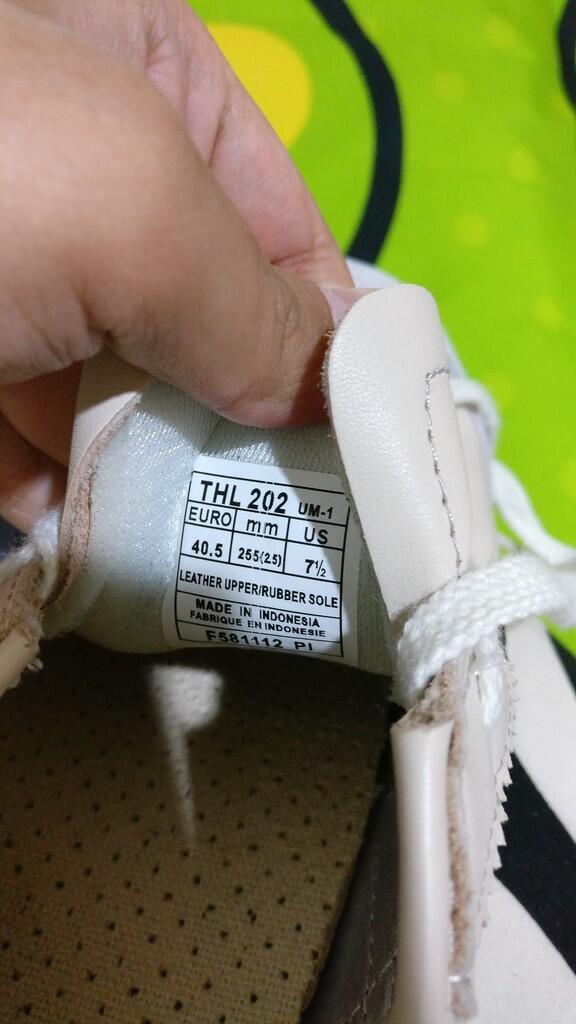 THL 202 UM-1
EURO mm US
40.5 255(2.5) 7½
LEATHER UPPER/RUBBER SOLE
MADE IN INDONESIA
FABRIQUE EN INDONESIE
F581112 PI